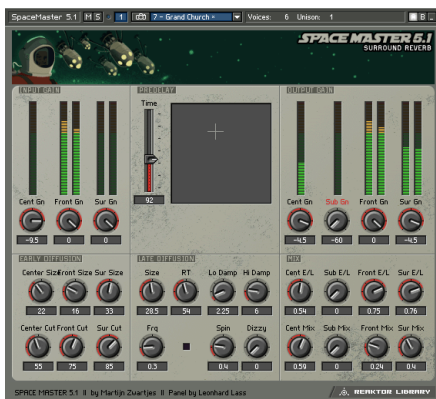 SpaceMaster 5.1 M S 1 7 - Grand Church = Voices: 6 Unison: 1 B
SPACE MASTER 5.1
SURROUND REVERB
INPUT GAIN
PREDELAY
OUTPUT GAIN
Time
92
Cent Gn Front Gn Sur Gn
-9.5 0 0
Cent Gn Sub Gn Front Gn Sur Gn
-4.5 -60 0 -4.5
EARLY DIFFUSION
LATE DIFFUSION
MIX
Center Size Front Size Sur Size
22 16 33
Size RT Lo Damp Hi Damp
28.5 54 2.25 6
Cent E/L Sub E/L Front E/L Sur E/L
0.54 0 0.75 0.76
Center Cut Front Cut Sur Cut
55 75 85
Frq Spin Dizzy
0.3 0.4 0
Cent Mix Sub Mix Front Mix Sur Mix
0.59 0 0.24 0.4
SPACE MASTER 5.1 II by Martijn Zwartjes II Panel by Leonhard Lass
REAKTOR LIBRARY